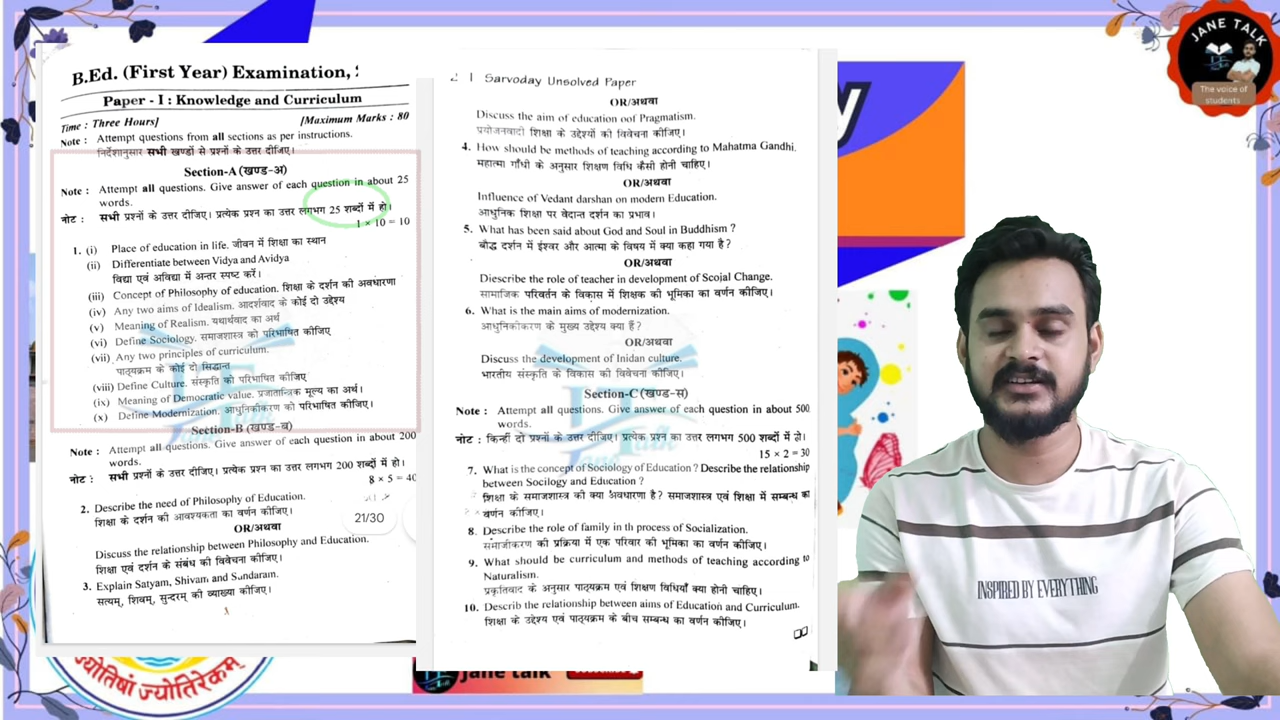 B.Ed. (First Year) Examination,
Paper - I : Knowledge and Curriculum
Time : Three Hours] [Maximum Marks : 80
Note : Attempt questions from all sections as per instructions.
निर्देशानुसार सभी खण्डों से प्रश्नों के उत्तर दीजिए।
Section-A (खण्ड-अ)
Note : Attempt all questions. Give answer of each question in about 25
words.
नोट : सभी प्रश्नों के उत्तर दीजिए। प्रत्येक प्रश्न का उत्तर लगभग 25 शब्दों में हो।
1 × 10 = 10
1. (i) Place of education in life. जीवन में शिक्षा का स्थान
(ii) Differentiate between Vidya and Avidya
विद्या एवं अविद्या में अन्तर स्पष्ट करें।
(iii) Concept of Philosophy of education. शिक्षा के दर्शन की अवधारणा
(iv) Any two aims of Idealism. आदर्शवाद के कोई दो उद्देश्य
(v) Meaning of Realism. यथार्थवाद का अर्थ
(vi) Define Sociology. समाजशास्त्र को परिभाषित कीजिए
(vii) Any two principles of curriculum.
पाठ्यक्रम के कोई दो सिद्धान्त
(viii) Define Culture. संस्कृति को परिभाषित कीजिए
(ix) Meaning of Democratic value. प्रजातान्त्रिक मूल्य का अर्थ।
(x) Define Modernization. आधुनिकीकरण को परिभाषित कीजिए।
Section-B (खण्ड-ब)
Note : Attempt all questions. Give answer of each question in about 200
words.
नोट : सभी प्रश्नों के उत्तर दीजिए। प्रत्येक प्रश्न का उत्तर लगभग 200 शब्दों में हो।
8 × 5 = 40
2. Describe the need of Philosophy of Education.
शिक्षा के दर्शन की आवश्यकता का वर्णन कीजिए।
OR/अथवा
Discuss the relationship between Philosophy and Education.
शिक्षा एवं दर्शन के संबंध की विवेचना कीजिए।
3. Explain Satyam, Shivam and Sundaram.
सत्यम्, शिवम्, सुन्दरम् की व्याख्या कीजिए।
21/30
2 | Sarvoday Unsolved Paper
OR/अथवा
Discuss the aim of education oof Pragmatism.
प्रयोजनवादी शिक्षा के उद्देश्यों की विवेचना कीजिए।
4. How should be methods of teaching according to Mahatma Gandhi.
महात्मा गाँधी के अनुसार शिक्षण विधि कैसी होनी चाहिए।
OR/अथवा
Influence of Vedant darshan on modern Education.
आधुनिक शिक्षा पर वेदान्त दर्शन का प्रभाव।
5. What has been said about God and Soul in Buddhism ?
बौद्ध दर्शन में ईश्वर और आत्मा के विषय में क्या कहा गया है ?
OR/अथवा
Diescribe the role of teacher in development of Scojal Change.
सामाजिक परिवर्तन के विकास में शिक्षक की भूमिका का वर्णन कीजिए।
6. What is the main aims of modernization.
आधुनिकीकरण के मुख्य उद्देश्य क्या हैं ?
OR/अथवा
Discuss the development of Inidan culture.
भारतीय संस्कृति के विकास की विवेचना कीजिए।
Section-C (खण्ड-स)
Note : Attempt all questions. Give answer of each question in about 500
words.
नोट : किन्हीं दो प्रश्नों के उत्तर दीजिए। प्रत्येक प्रश्न का उत्तर लगभग 500 शब्दों में हो।
15 × 2 = 30
7. What is the concept of Sociology of Education ? Describe the relationship
between Socilogy and Education ?
शिक्षा के समाजशास्त्र की क्या अवधारणा है ? समाजशास्त्र एवं शिक्षा में सम्बन्ध का
वर्णन कीजिए।
8. Describe the role of family in th process of Socialization.
समाजीकरण की प्रक्रिया में एक परिवार की भूमिका का वर्णन कीजिए।
9. What should be curriculum and methods of teaching according to
Naturalism.
प्रकृतिवाद के अनुसार पाठ्यक्रम एवं शिक्षण विधियाँ क्या होनी चाहिए।
10. Describ the relationship between aims of Education and Curriculum.
शिक्षा के उद्देश्य एवं पाठ्यक्रम के बीच सम्बन्ध का वर्णन कीजिए।
JANE TALK
The voice of
students
INSPIRED BY EVERYTHING
ज्योतिषां ज्योतिरेकम्
jane talk